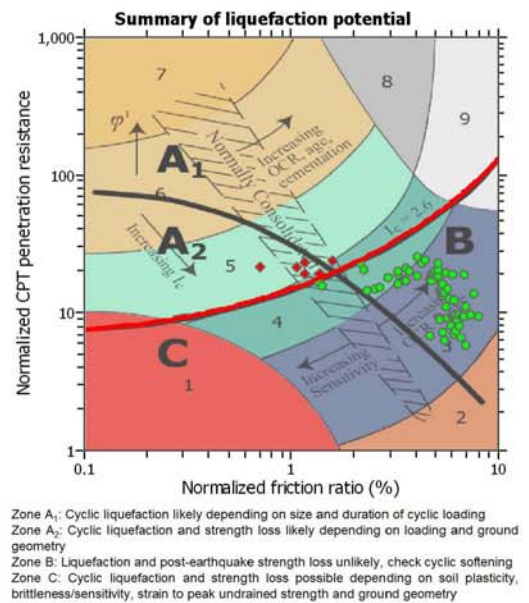 Summary of liquefaction potential
1,000
7
8
9
φ'
A1
Increasing
OCR, age,
cementation
Normally Consolidated
100
6
Ic = 2.6
A2
B
Increasing Ic
5
Normalized CPT penetration resistance
10
4
Increasing
OCR
3
C
Increasing
Sensitivity
1
2
1
0.1
1
10
Normalized friction ratio (%)
Zone A1: Cyclic liquefaction likely depending on size and duration of cyclic loading
Zone A2: Cyclic liquefaction and strength loss likely depending on loading and ground
geometry
Zone B: Liquefaction and post-earthquake strength loss unlikely, check cyclic softening
Zone C: Cyclic liquefaction and strength loss possible depending on soil plasticity,
brittleness/sensitivity, strain to peak undrained strength and ground geometry